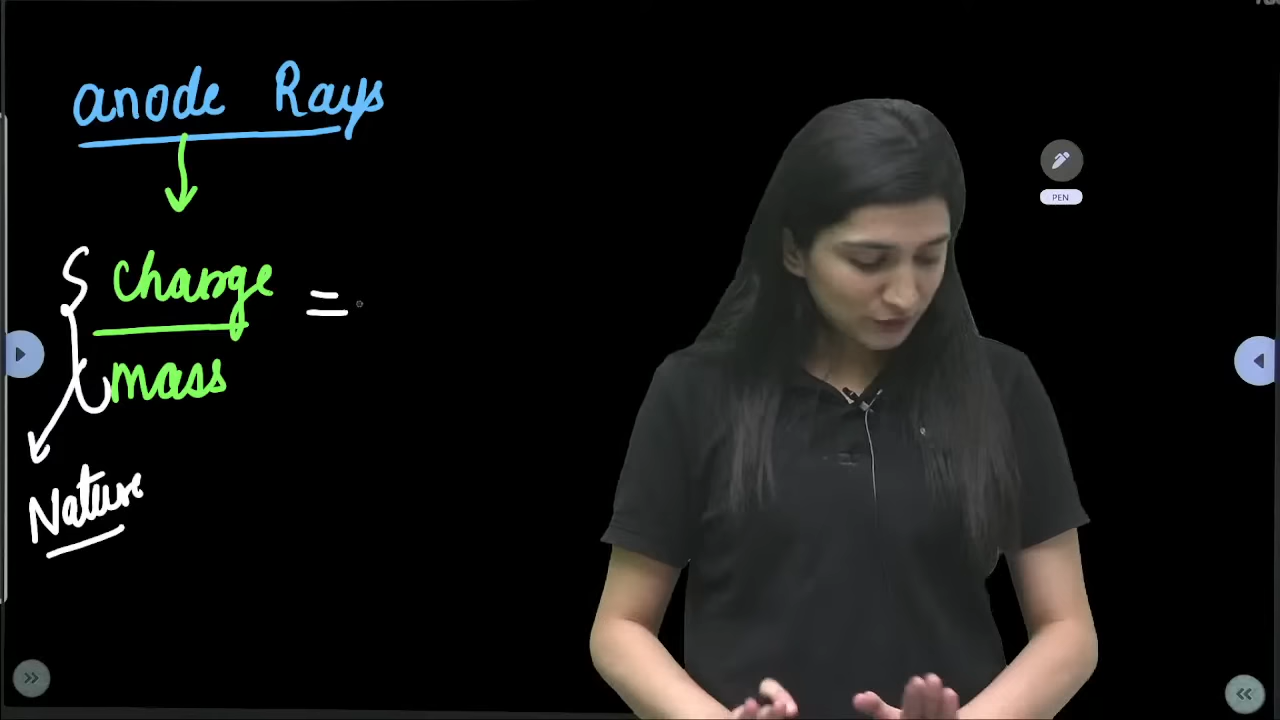 anode Rays
charge =
mass
Nature
PEN